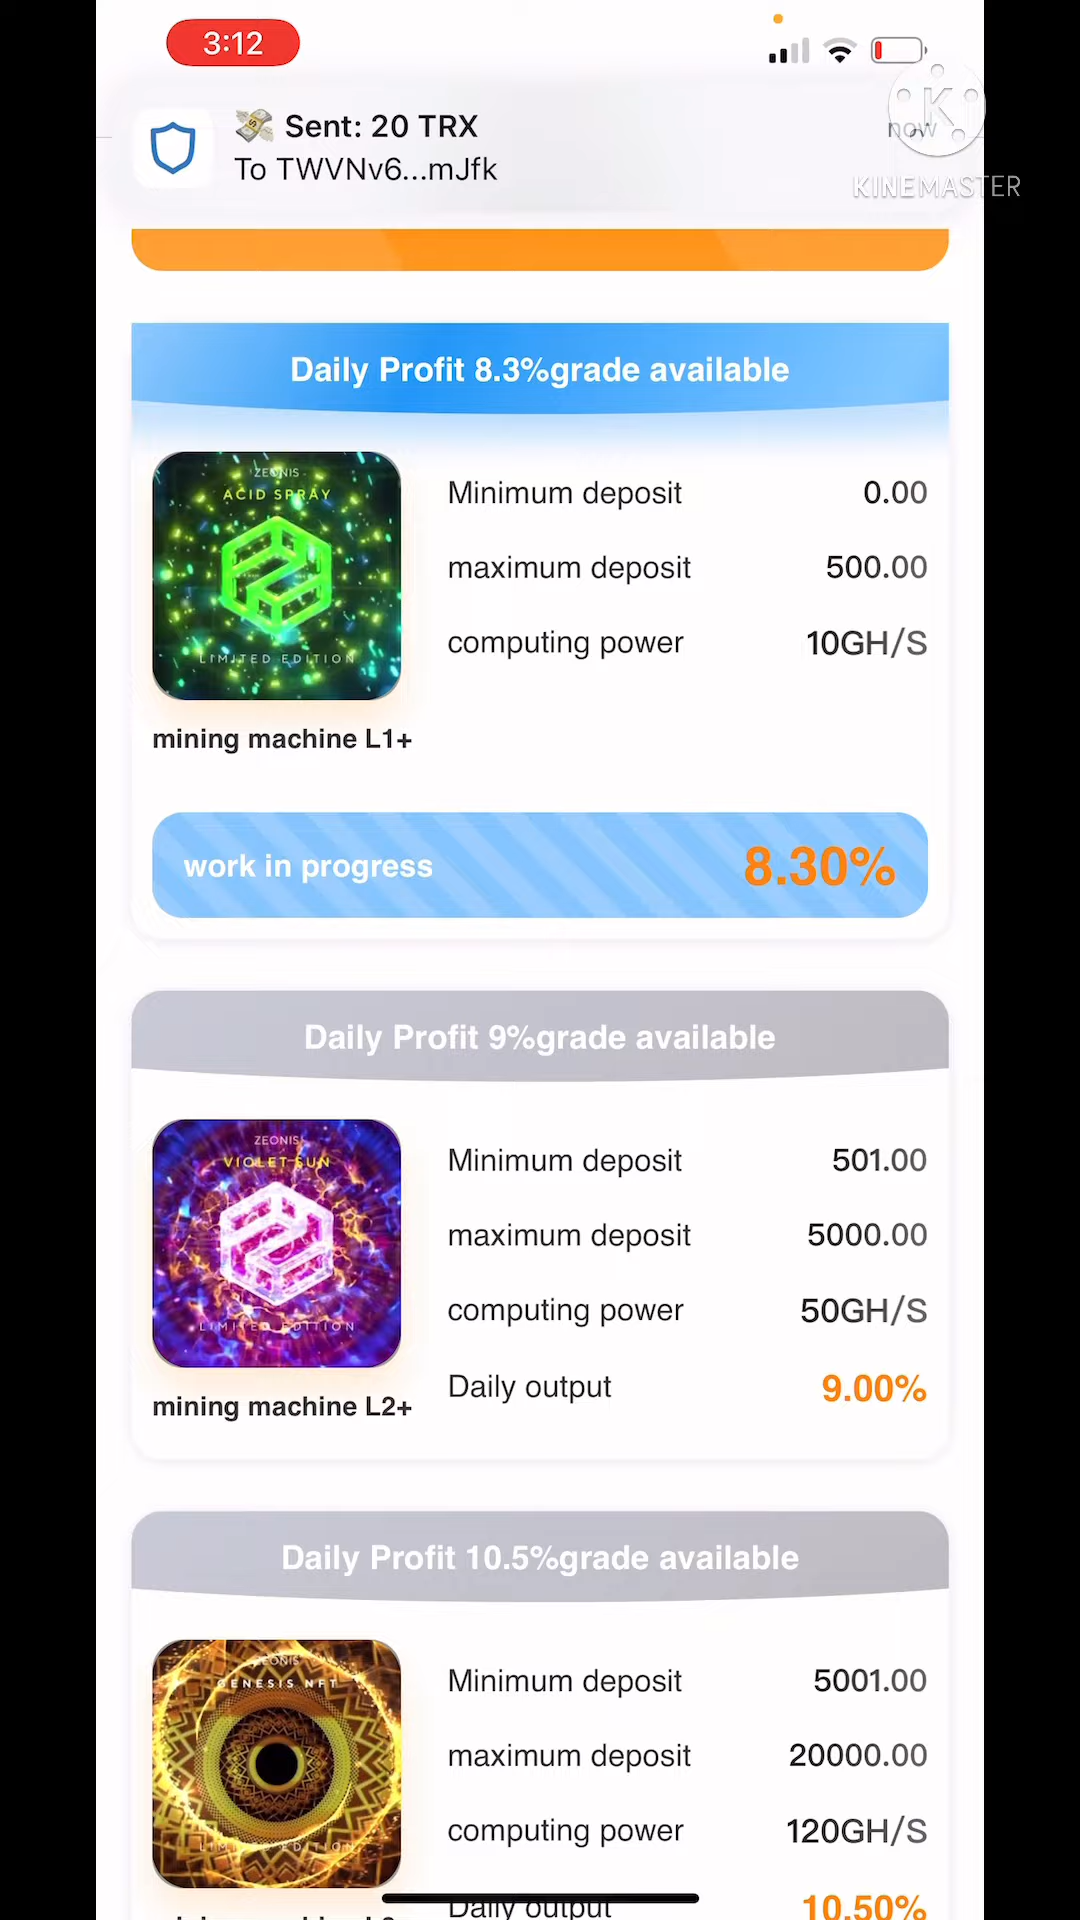 3:12
Sent: 20 TRX
now
To TWVNv6...mJfk
KINEMASTER
Daily Profit 8.3%grade available
ZEONIS
ACID SPRAY
LIMITED EDITION
Minimum deposit 0.00
maximum deposit 500.00
computing power 10GH/S
mining machine L1+
work in progress 8.30%
Daily Profit 9%grade available
ZEONIS
VIOLET SUN
LIMITED EDITION
Minimum deposit 501.00
maximum deposit 5000.00
computing power 50GH/S
Daily output 9.00%
mining machine L2+
Daily Profit 10.5%grade available
ZEONIS
GENESIS NFT
LIMITED EDITION
Minimum deposit 5001.00
maximum deposit 20000.00
computing power 120GH/S
Daily output 10.50%